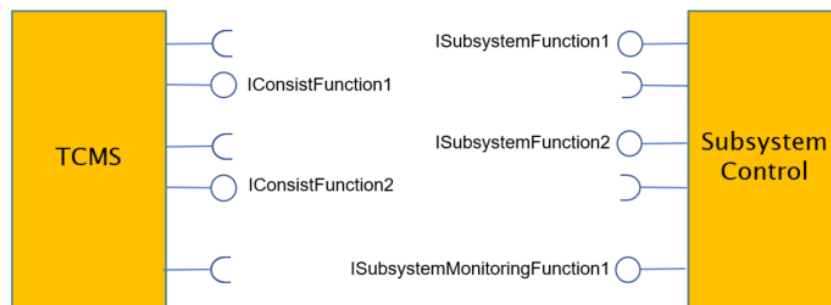 ISubsystemFunction1
IConsistFunction1
ISubsystemFunction2
TCMS
Subsystem
Control
IConsistFunction2
ISubsystemMonitoringFunction1